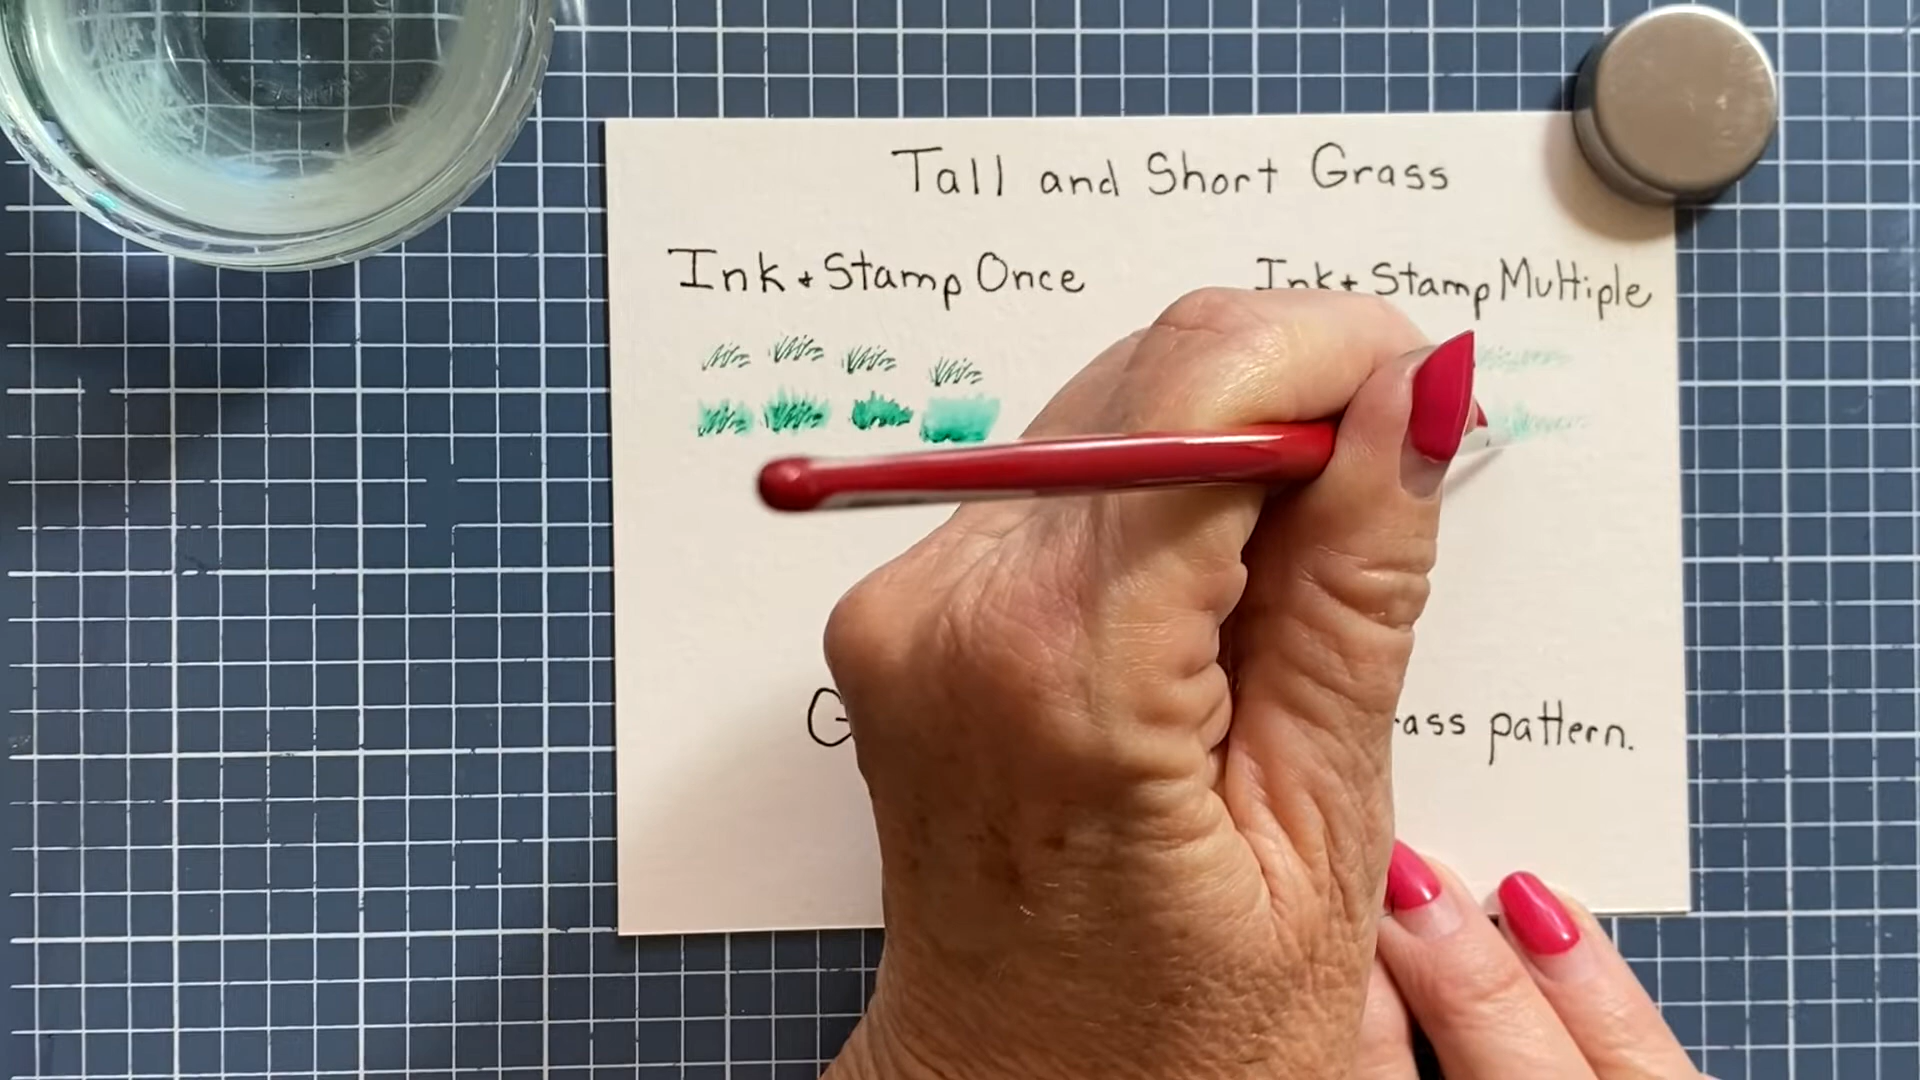 Tall and Short Grass
Ink + Stamp Once
Ink + Stamp Multiple
pattern.